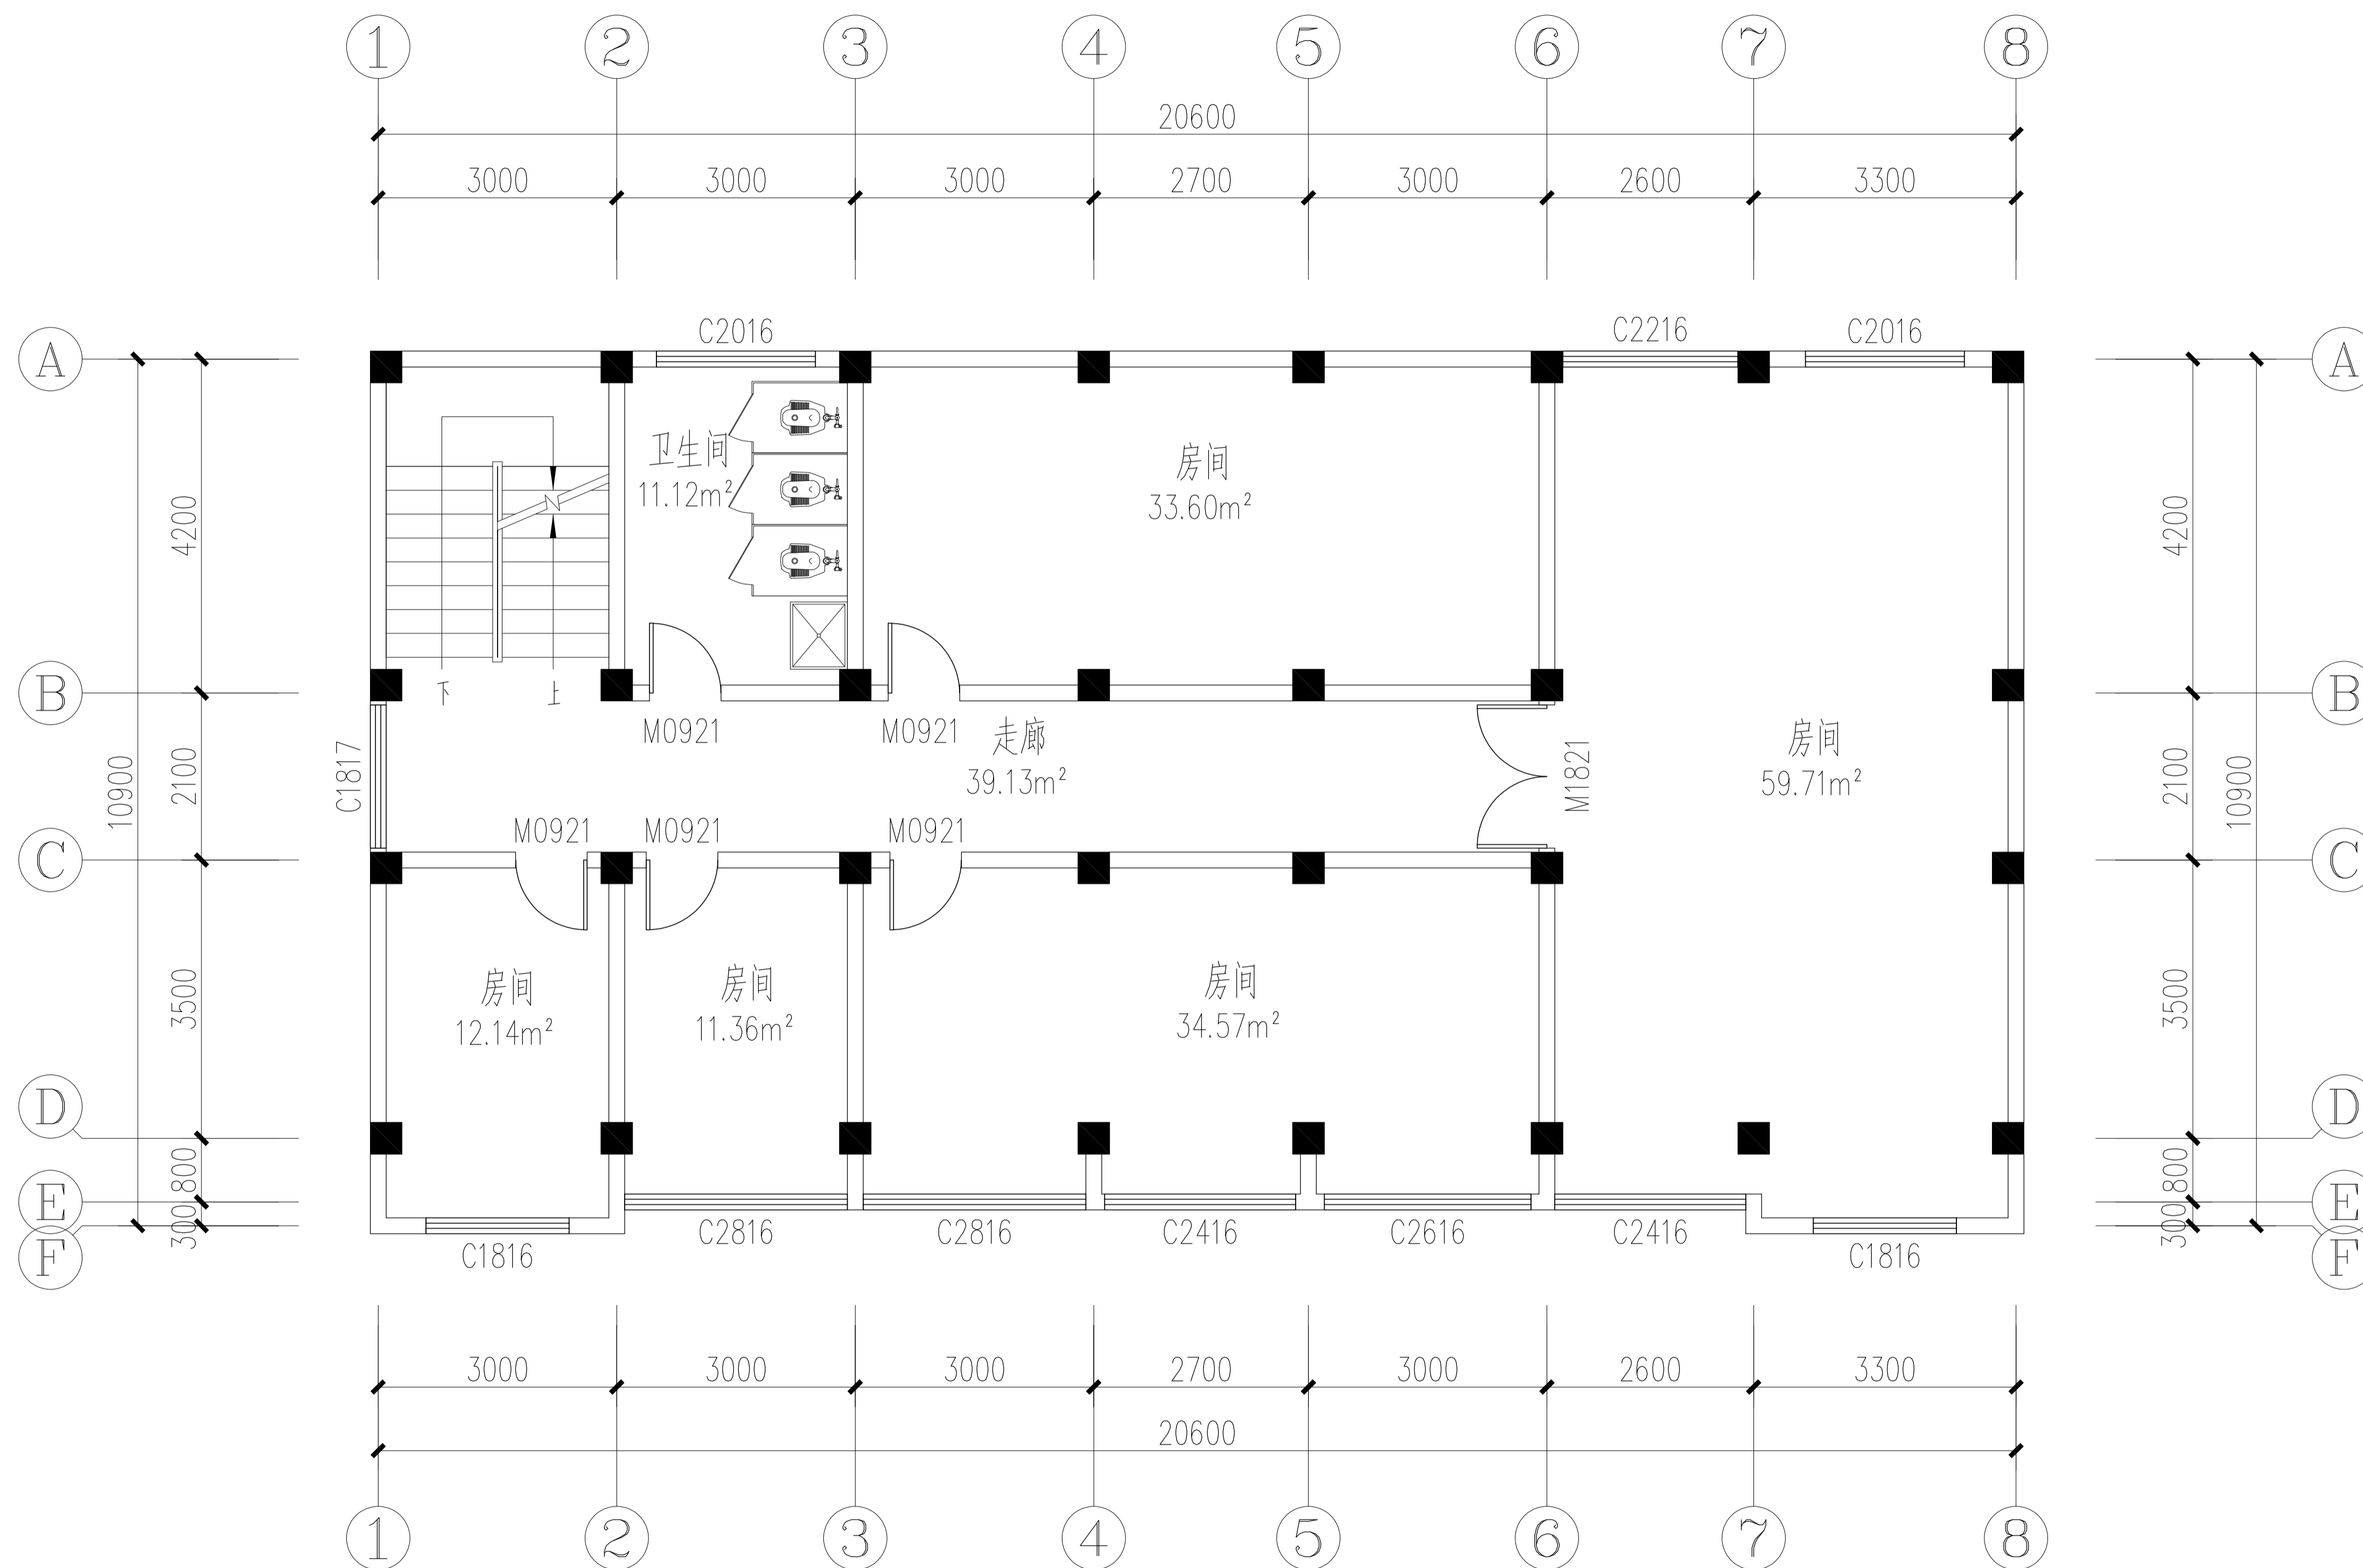 1 2 3 4 5 6 7 8
20600
3000 3000 3000 2700 3000 2600 3300
C2016 C2216 C2016
A A
卫生间
11.12m²
房间
33.60m²
4200 4200
下 上
B B
M0921 M0921
走廊
39.13m²
M1821
房间
59.71m²
C1817
10900 2100 2100 10900
M0921 M0921 M0921
C C
房间
12.14m²
房间
11.36m²
房间
34.57m²
3500 3500
D D
800 800
E E
300 300
C2816 C2816 C2416 C2616 C2416
F F
C1816 C1816
3000 3000 3000 2700 3000 2600 3300
20600
1 2 3 4 5 6 7 8